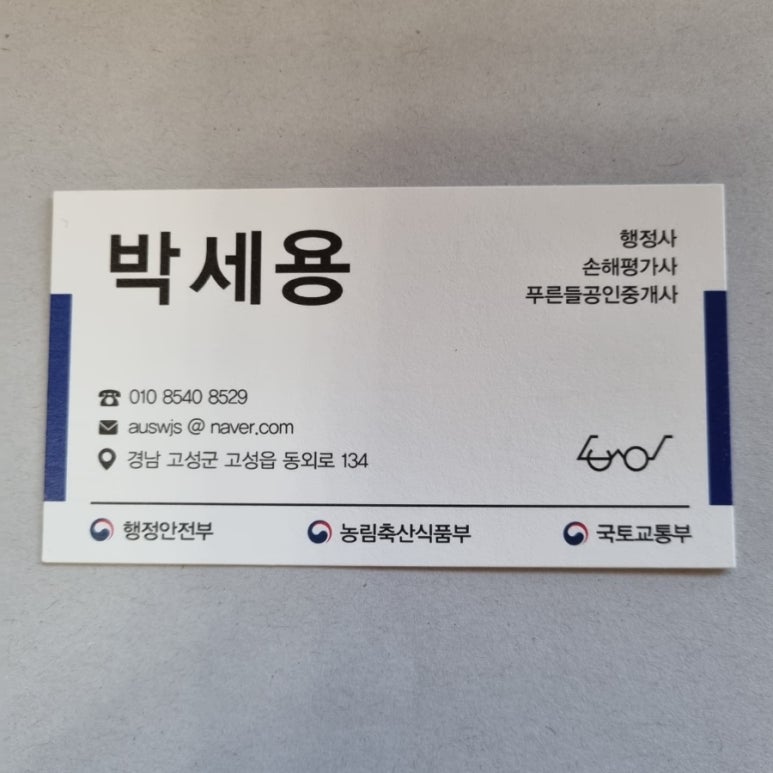 박세용
행정사
손해평가사
푸른들공인중개사
010 8540 8529
auswjs @ naver.com
경남 고성군 고성읍 동외로 134
행정안전부 농림축산식품부 국토교통부